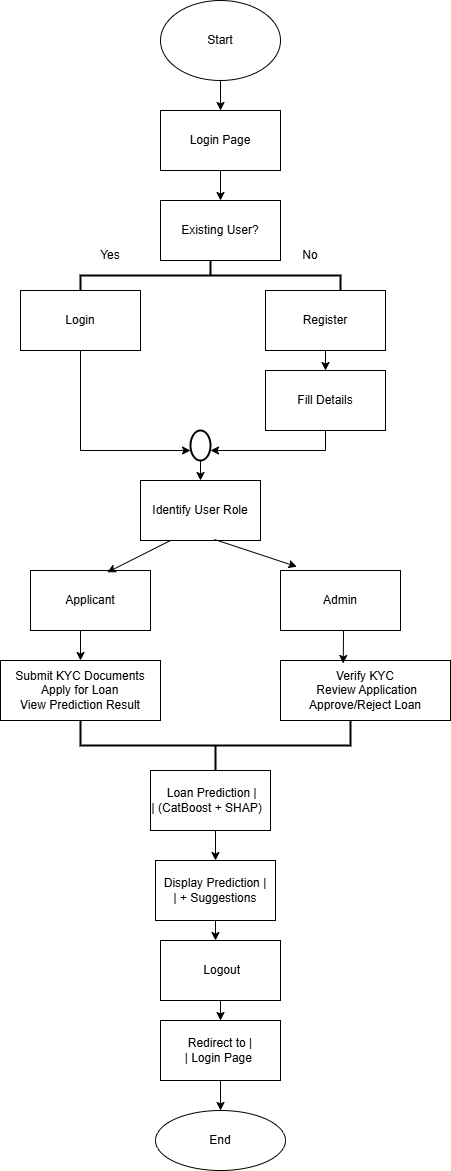 Start
Login Page
Existing User?
Yes
No
Login
Register
Fill Details
Identify User Role
Applicant
Admin
Submit KYC Documents
Apply for Loan
View Prediction Result
Verify KYC
Review Application
Approve/Reject Loan
Loan Prediction |
| (CatBoost + SHAP)
Display Prediction |
| + Suggestions
Logout
Redirect to |
| Login Page
End